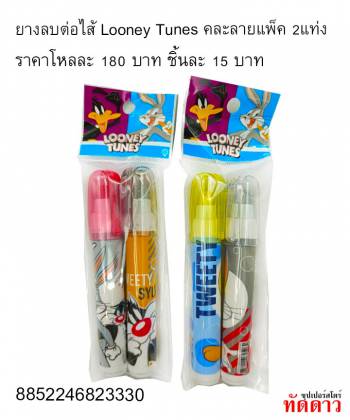 ยางลบต่อไส้ Looney Tunes คละลายแพ็ค 2แท่ง
ราคาโหลละ 180 บาท ชิ้นละ 15 บาท
LOONEY TUNES
LOONEY TUNES
TWEETY
8852246823330
ซุปเปอร์สโตร์
ทัดดาว